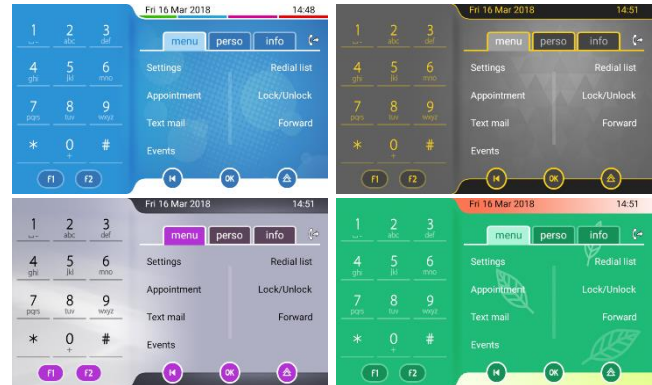 Fri 16 Mar 2018 14:48
1 2 3
abc def
menu perso info
4 5 6
ghi jkl mno
Settings Redial list
7 8 9
pqrs tuv wxyz
Appointment Lock/Unlock
Text mail Forward
* 0 #
+
Events
F1 F2
OK
Fri 16 Mar 2018 14:51
1 2 3
abc def
menu perso info
4 5 6
ghi jkl mno
Settings Redial list
7 8 9
pqrs tuv wxyz
Appointment Lock/Unlock
Text mail Forward
* 0 #
+
Events
F1 F2
OK
Fri 16 Mar 2018 14:51
1 2 3
abc def
menu perso info
4 5 6
ghi jkl mno
Settings Redial list
7 8 9
pqrs tuv wxyz
Appointment Lock/Unlock
Text mail Forward
* 0 #
+
Events
F1 F2
OK
Fri 16 Mar 2018 14:51
1 2 3
abc def
menu perso info
4 5 6
ghi jkl mno
Settings Redial list
7 8 9
pqrs tuv wxyz
Appointment Lock/Unlock
Text mail Forward
* 0 #
+
Events
F1 F2
OK